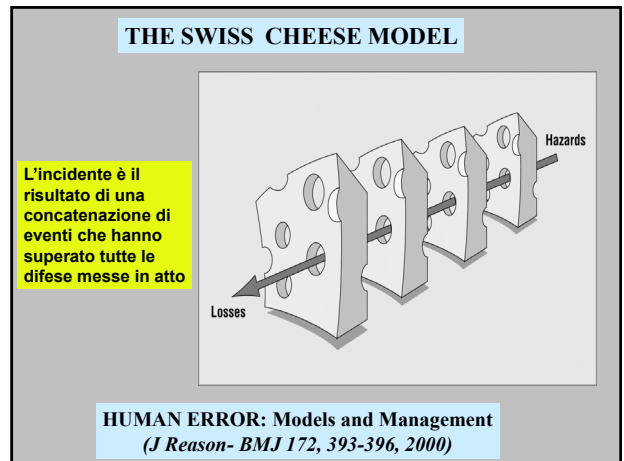 THE SWISS CHEESE MODEL
Hazards
L'incidente è il
risultato di una
concatenazione di
eventi che hanno
superato tutte le
difese messe in atto
Losses
HUMAN ERROR: Models and Management
(J Reason- BMJ 172, 393-396, 2000)